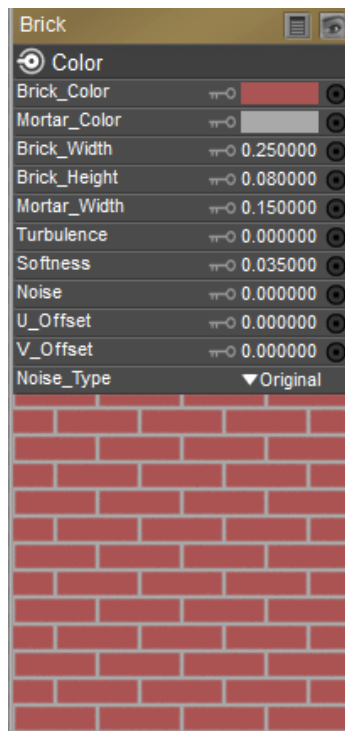 Brick
Color
Brick_Color
Mortar_Color
Brick_Width 0.250000
Brick_Height 0.080000
Mortar_Width 0.150000
Turbulence 0.000000
Softness 0.035000
Noise 0.000000
U_Offset 0.000000
V_Offset 0.000000
Noise_Type ▼Original